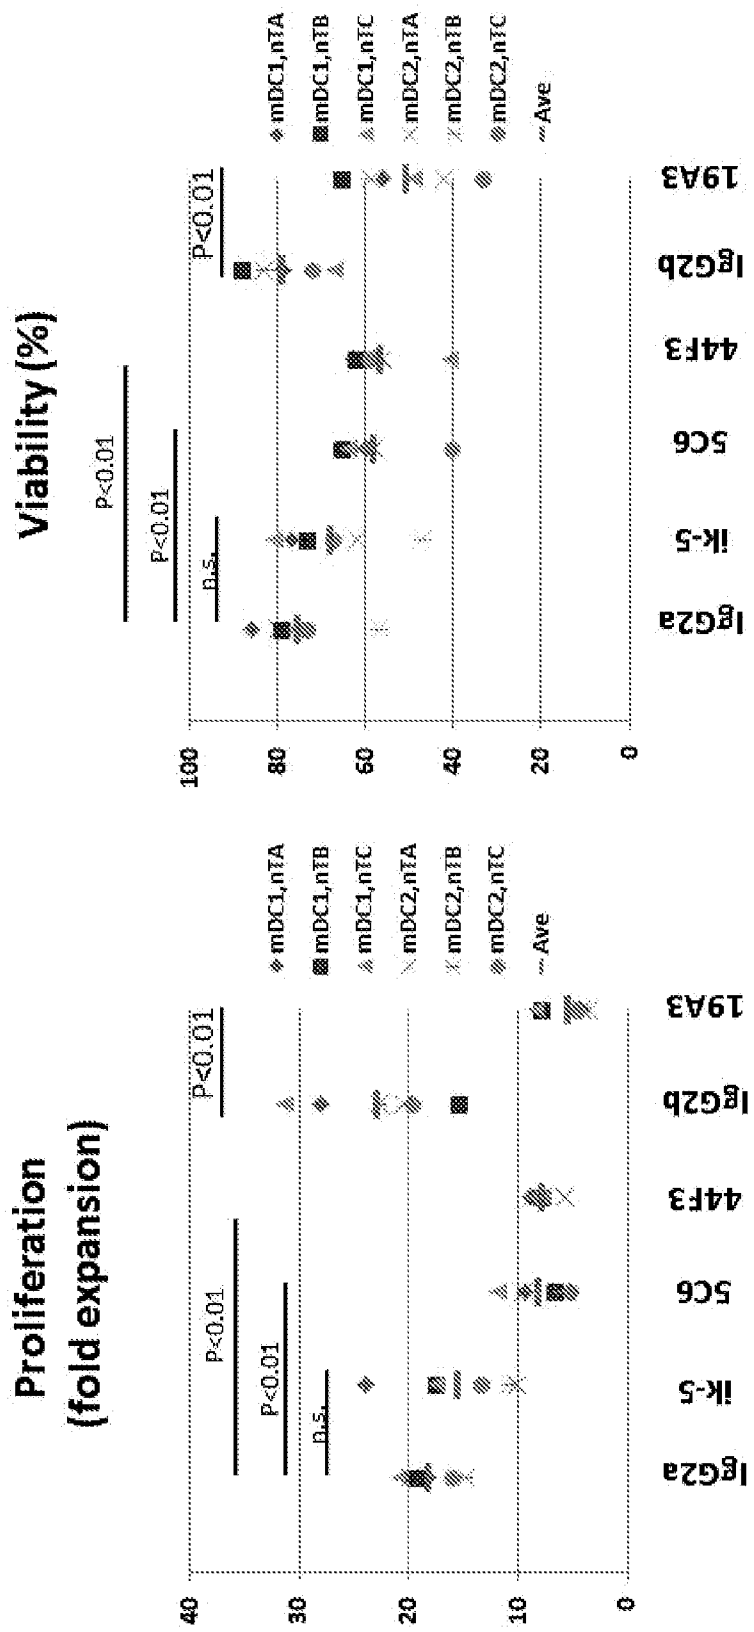 Proliferation
(fold expansion)
40
30
20
10
0
P<0.01
P<0.01
n.s.
P<0.01
IgG2a
ik-5
5C6
44F3
IgG2b
19A3
mDC1,nTA
mDC1,nTB
mDC1,nTC
mDC2,nTA
mDC2,nTB
mDC2,nTC
Ave
Viability (%)
100
80
60
40
20
0
P<0.01
P<0.01
n.s.
P<0.01
IgG2a
ik-5
5C6
44F3
IgG2b
19A3
mDC1,nTA
mDC1,nTB
mDC1,nTC
mDC2,nTA
mDC2,nTB
mDC2,nTC
Ave